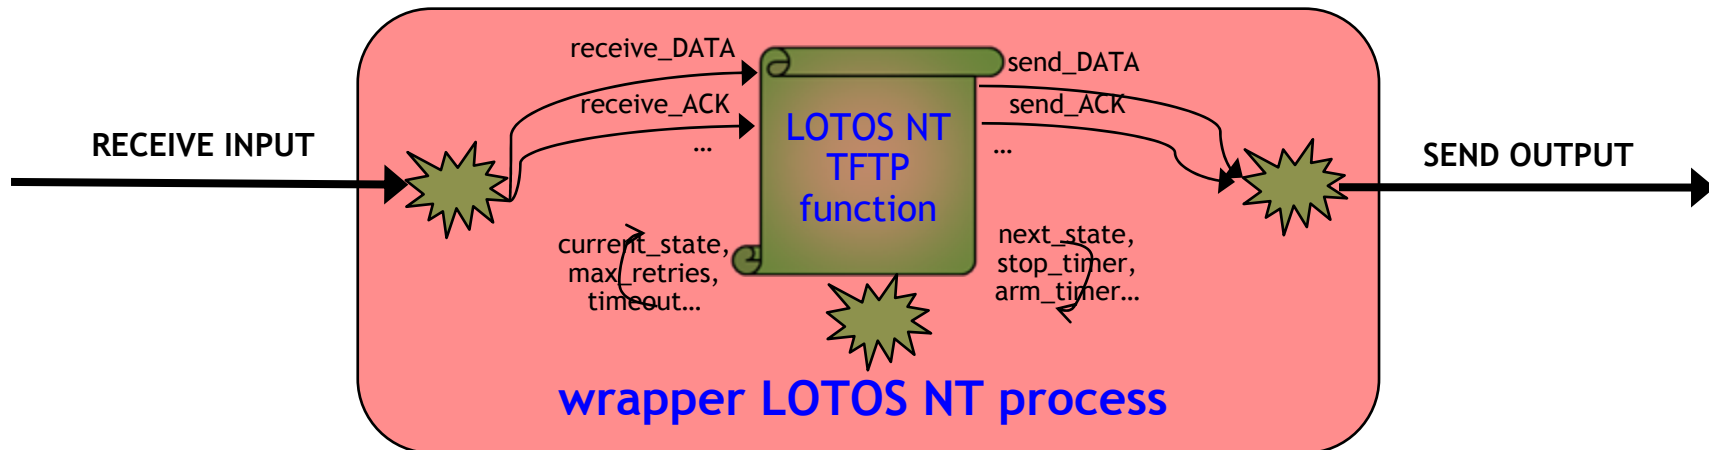 RECEIVE INPUT
receive_DATA
receive_ACK
...
LOTOS NT
TFTP
function
send_DATA
send_ACK
...
SEND OUTPUT
current_state,
max_retries,
timeout...
next_state,
stop_timer,
arm_timer...
wrapper LOTOS NT process